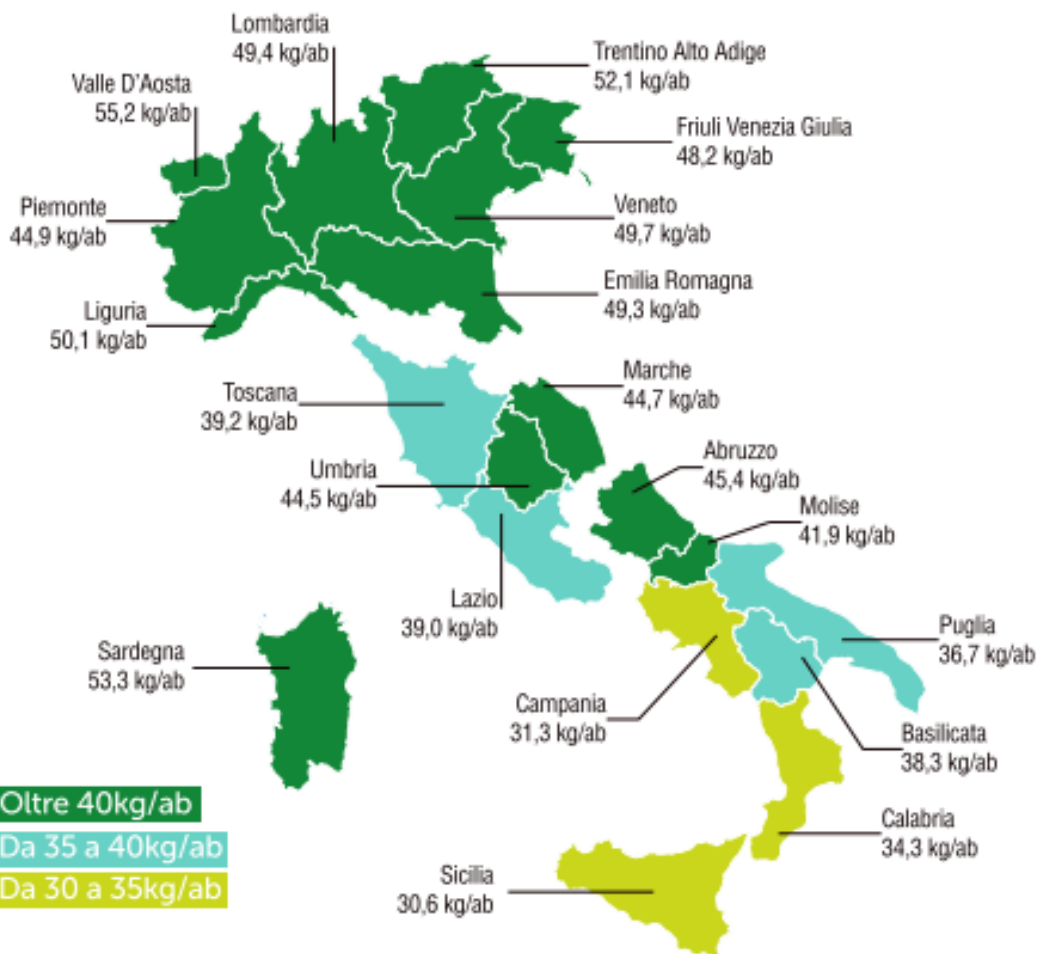 Lombardia
49,4 kg/ab
Trentino Alto Adige
52,1 kg/ab
Valle D'Aosta
55,2 kg/ab
Friuli Venezia Giulia
48,2 kg/ab
Piemonte
44,9 kg/ab
Veneto
49,7 kg/ab
Emilia Romagna
49,3 kg/ab
Liguria
50,1 kg/ab
Marche
44,7 kg/ab
Toscana
39,2 kg/ab
Abruzzo
45,4 kg/ab
Umbria
44,5 kg/ab
Molise
41,9 kg/ab
Lazio
39,0 kg/ab
Puglia
36,7 kg/ab
Sardegna
53,3 kg/ab
Campania
31,3 kg/ab
Basilicata
38,3 kg/ab
Oltre 40kg/ab
Da 35 a 40kg/ab
Da 30 a 35kg/ab
Calabria
34,3 kg/ab
Sicilia
30,6 kg/ab